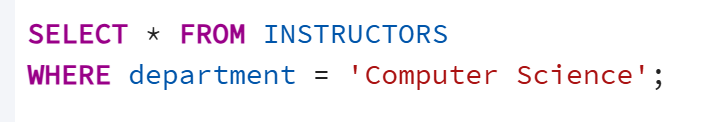 SELECT * FROM INSTRUCTORS
WHERE department = 'Computer Science';